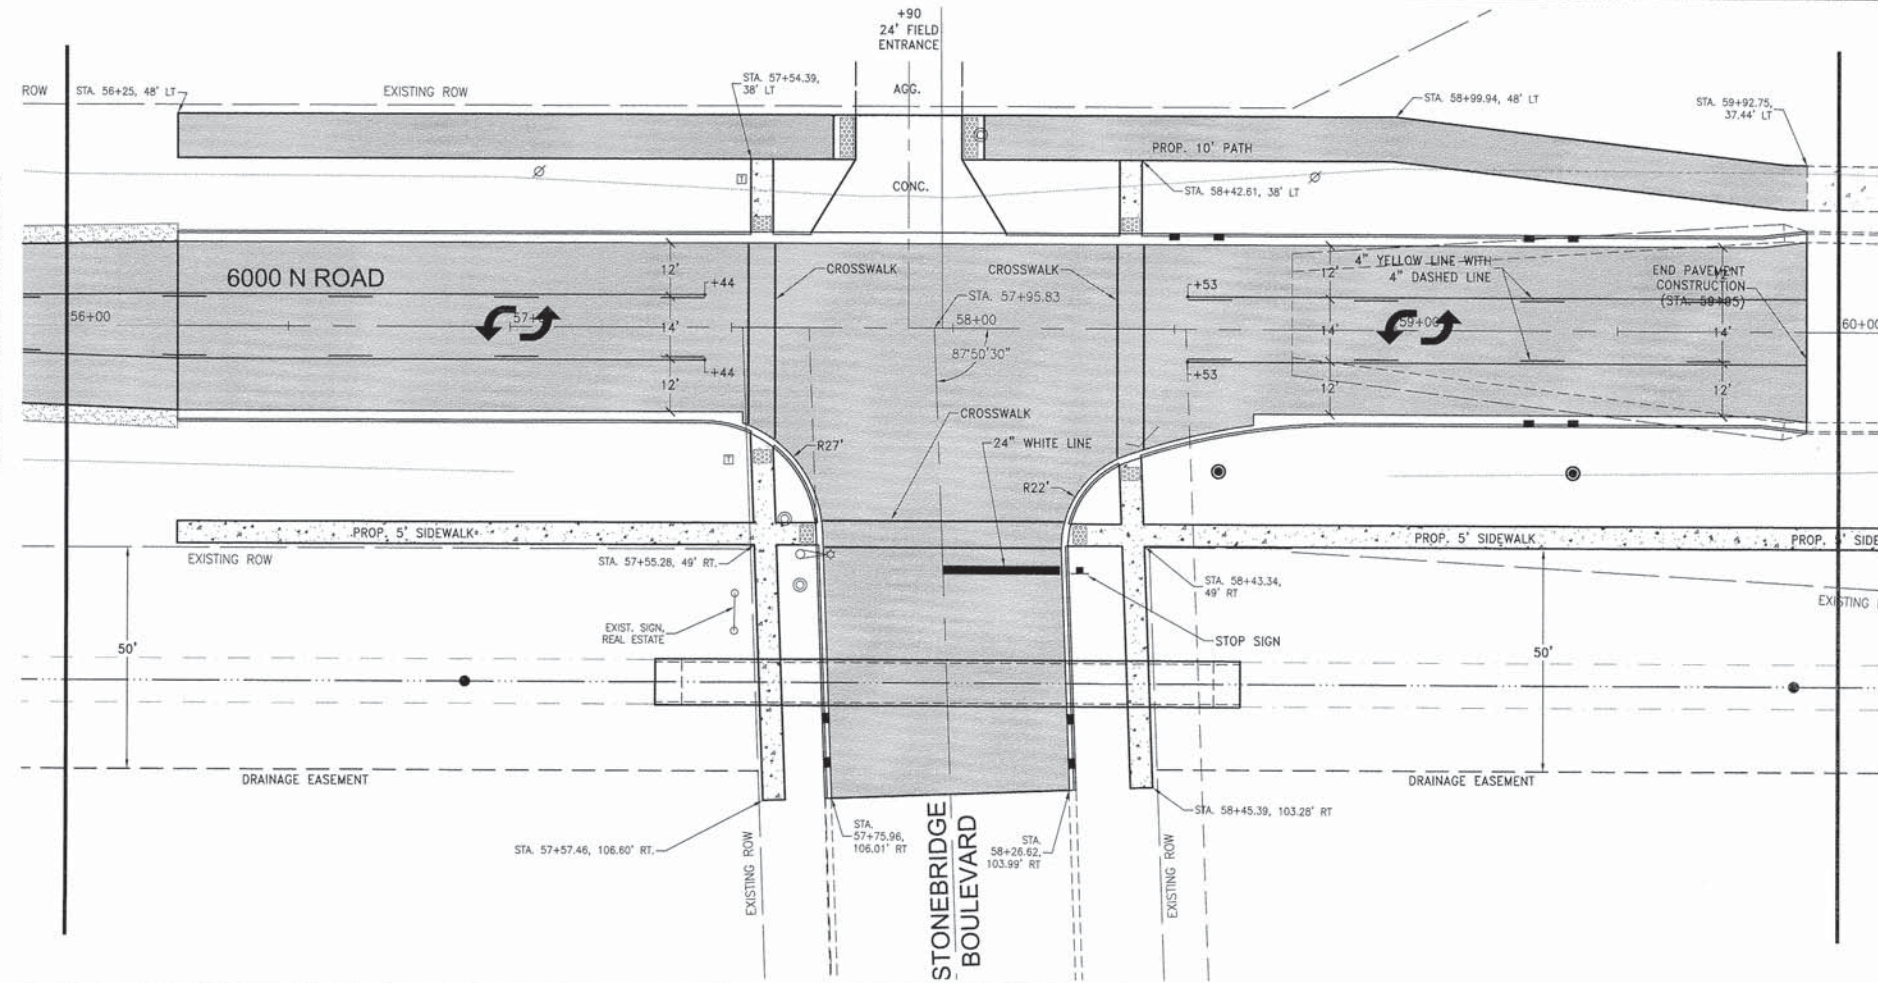 +90
24' FIELD
ENTRANCE
ROW
STA. 56+25, 48' LT
EXISTING ROW
STA. 57+54.39,
38' LT
AGG.
STA. 58+99.94, 48' LT
STA. 59+92.75,
37.44' LT
PROP. 10' PATH
T
CONC.
STA. 58+42.61, 38' LT
6000 N ROAD
12'
+44
CROSSWALK
CROSSWALK
STA. 57+95.83
+53
12'
4" YELLOW LINE WITH
4" DASHED LINE
END PAVEMENT
CONSTRUCTION
12'
56+00
14'
58+00
14'
14'
60+00
87°50'30"
12'
+44
+53
12'
12'
CROSSWALK
24" WHITE LINE
R27'
T
R22'
PROP. 5' SIDEWALK
PROP. 5' SIDEWALK
EXISTING ROW
STA. 57+55.28, 49' RT.
STA. 58+43.34,
49' RT
EXISTING
EXIST. SIGN,
REAL ESTATE
STOP SIGN
50'
50'
DRAINAGE EASEMENT
DRAINAGE EASEMENT
STA. 57+57.46, 106.60' RT.
STA.
57+75.96,
106.01' RT
STA.
58+26.62,
103.99' RT
STA. 58+45.39, 103.28' RT
EXISTING ROW
STONEBRIDGE
BOULEVARD
EXISTING ROW